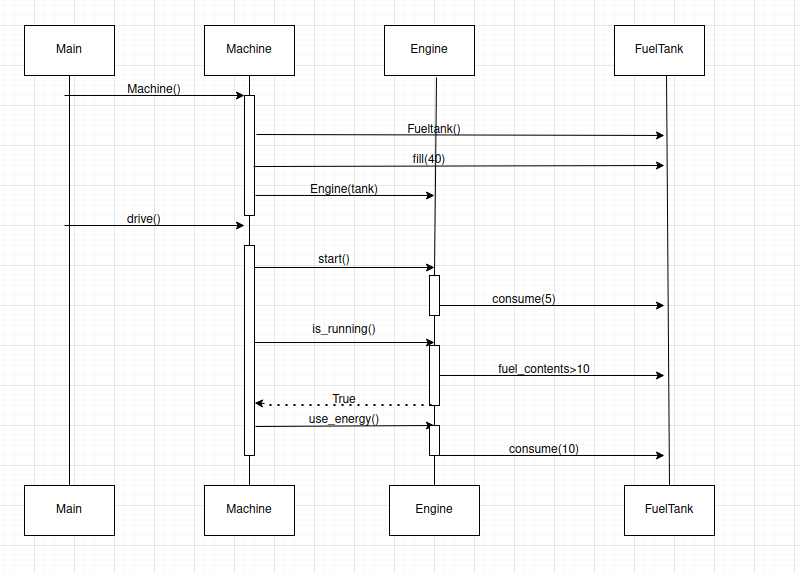 Main
Machine
Engine
FuelTank
Machine()
Fueltank()
fill(40)
Engine(tank)
drive()
start()
consume(5)
is_running()
fuel_contents>10
True
use_energy()
consume(10)
Main
Machine
Engine
FuelTank